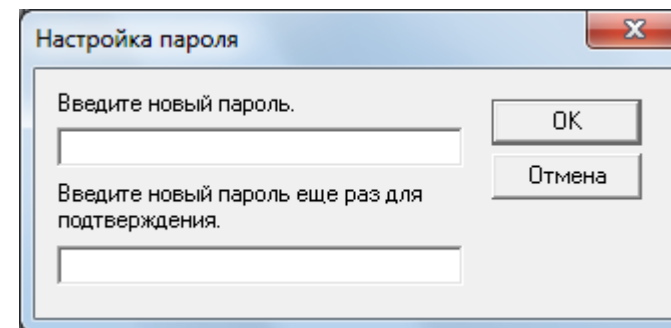 Настройка пароля
Введите новый пароль.
OK
Отмена
Введите новый пароль еще раз для
подтверждения.